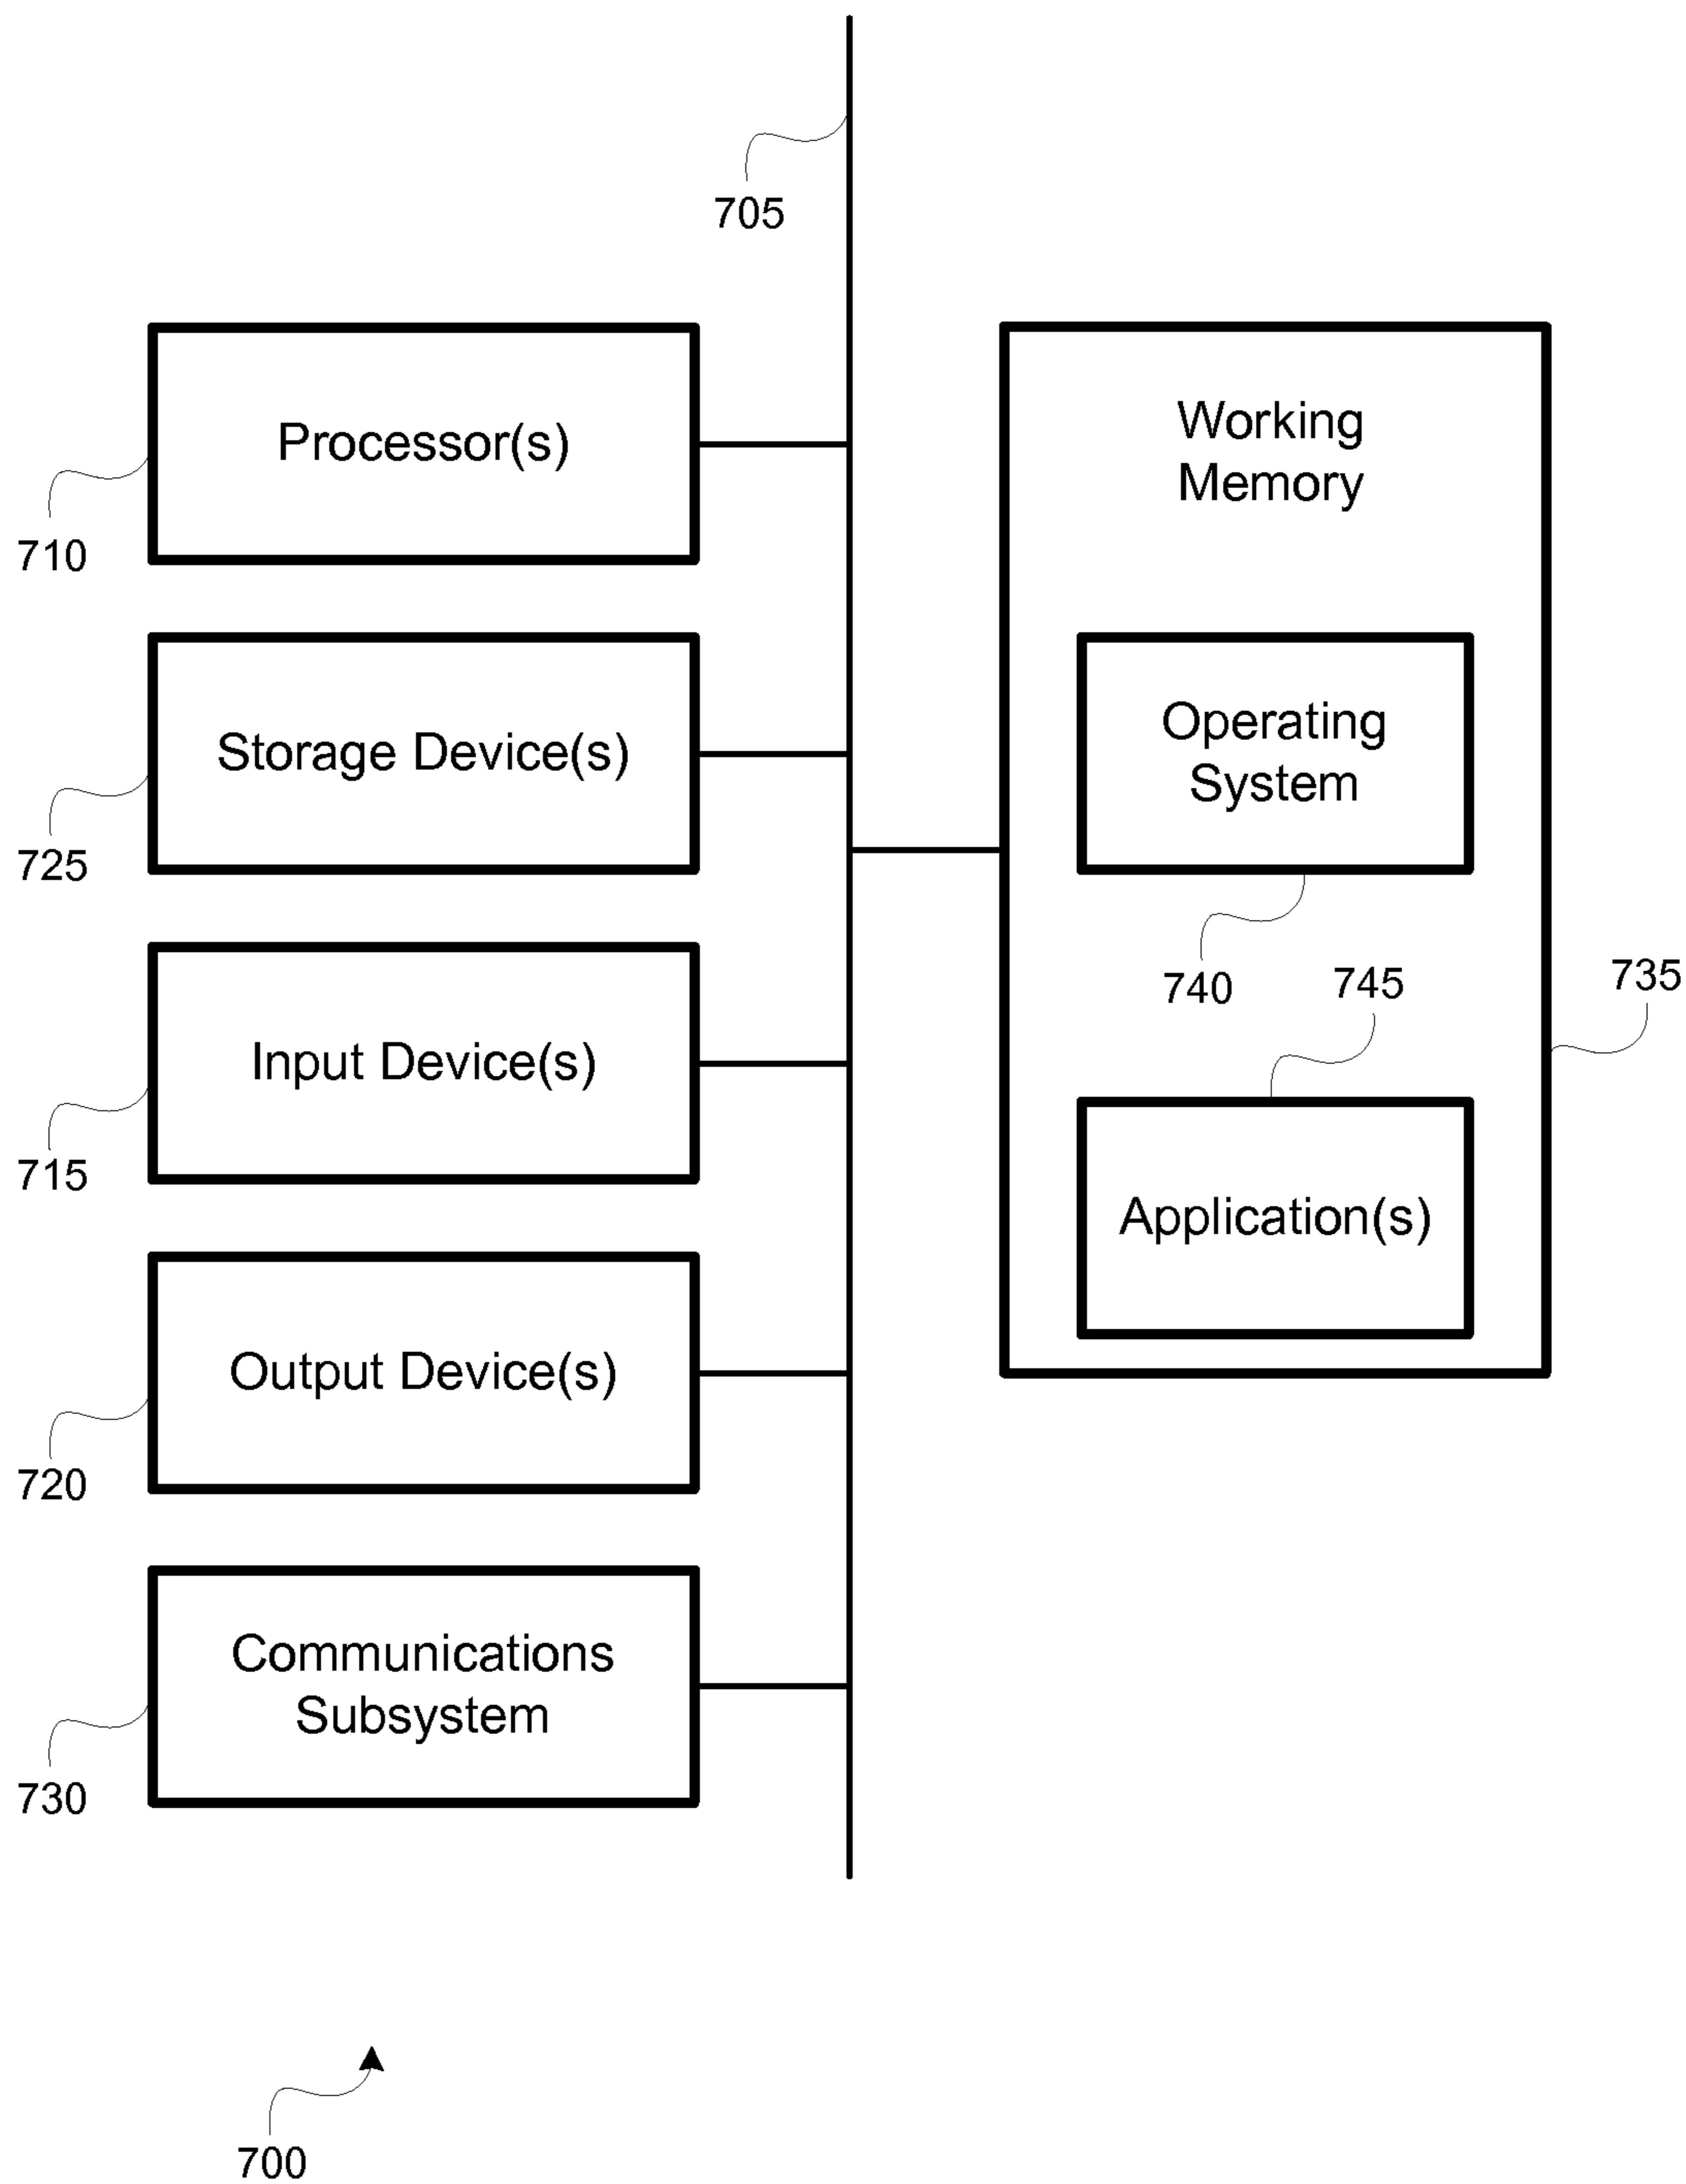 705
Processor(s)
710
Storage Device(s)
725
Input Device(s)
715
Output Device(s)
720
Communications
Subsystem
730
Working
Memory
Operating
System
740
745
735
Application(s)
700